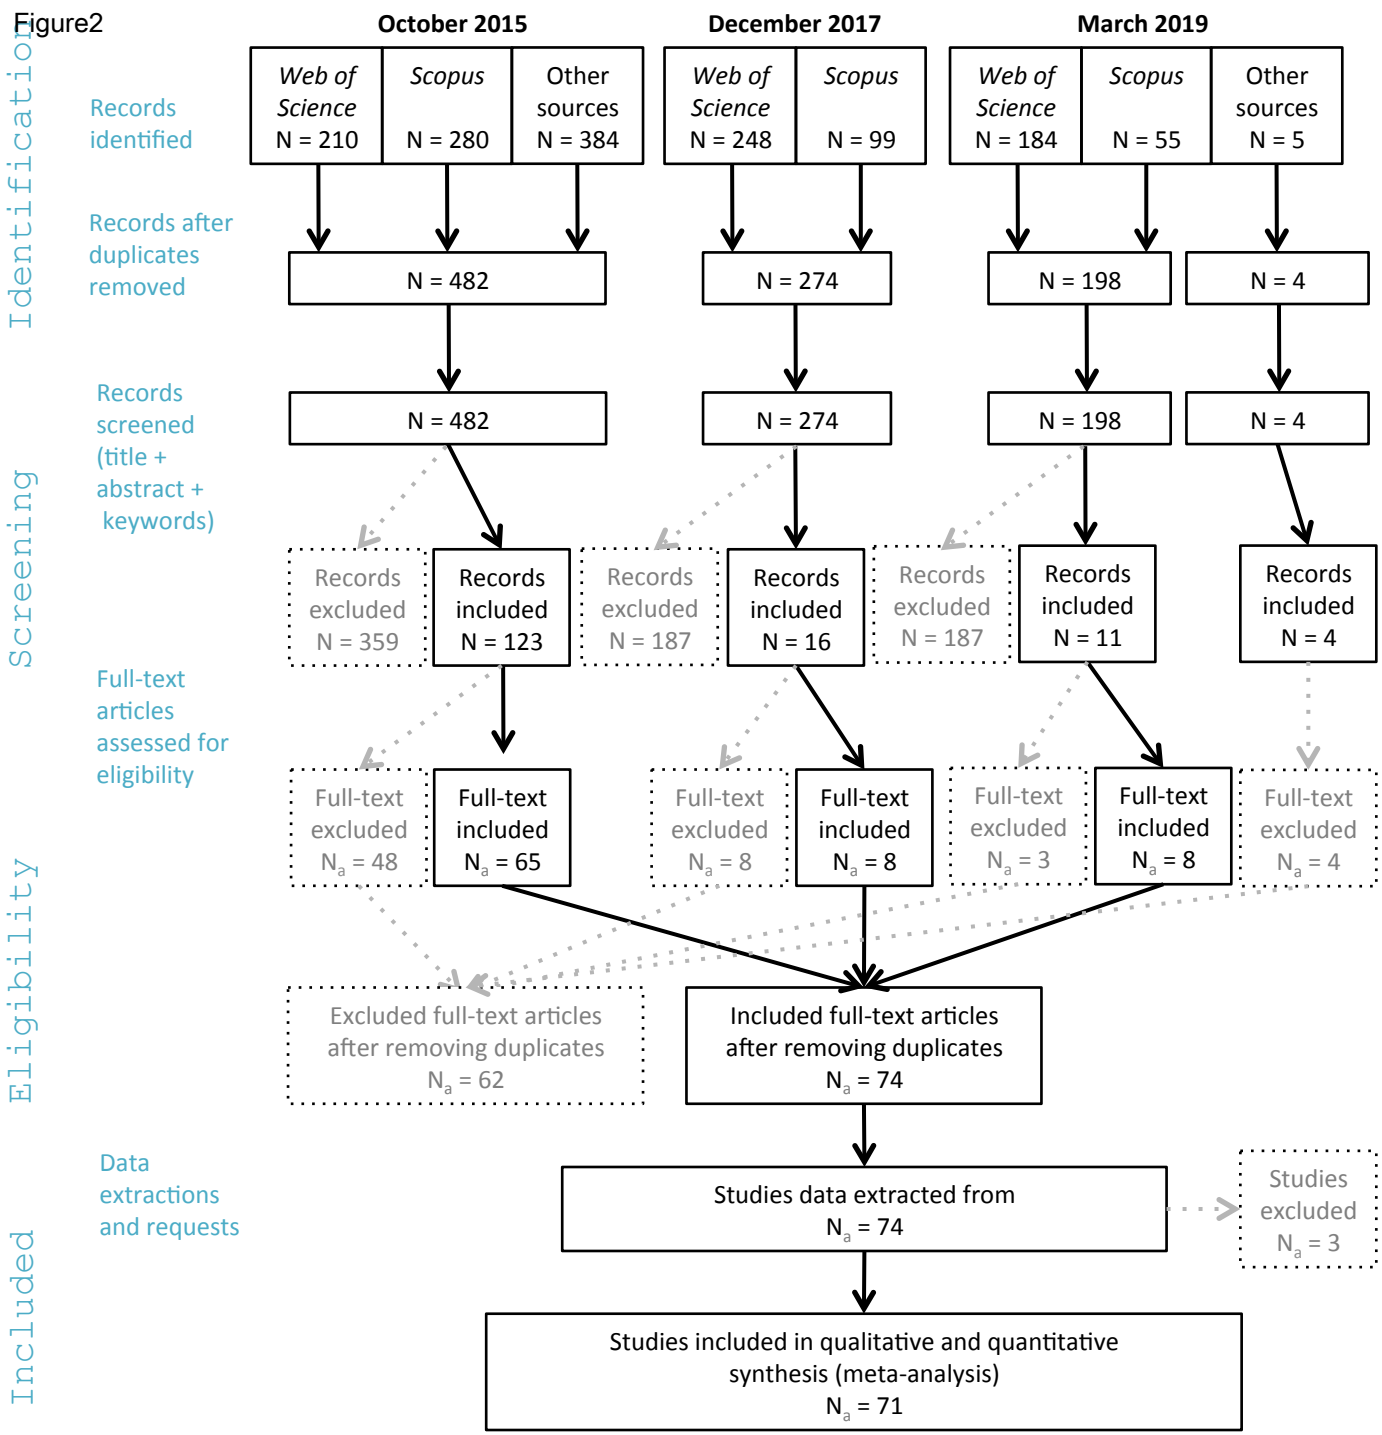 Figure2
October 2015
December 2017
March 2019
Identification
Records
identified
Web of
Science
N = 210
Scopus
N = 280
Other
sources
N = 384
Web of
Science
N = 248
Scopus
N = 99
Web of
Science
N = 184
Scopus
N = 55
Other
sources
N = 5
Records after
duplicates
removed
N = 482
N = 274
N = 198
N = 4
Screening
Records
screened
(title +
abstract +
keywords)
N = 482
N = 274
N = 198
N = 4
Records
excluded
N = 359
Records
included
N = 123
Records
excluded
N = 187
Records
included
N = 16
Records
excluded
N = 187
Records
included
N = 11
Records
included
N = 4
Full-text
articles
assessed for
eligibility
Full-text
excluded
Na = 48
Full-text
included
Na = 65
Full-text
excluded
Na = 8
Full-text
included
Na = 8
Full-text
excluded
Na = 3
Full-text
included
Na = 8
Full-text
excluded
Na = 4
Eligibility
Excluded full-text articles
after removing duplicates
Na = 62
Included full-text articles
after removing duplicates
Na = 74
Included
Data
extractions
and requests
Studies data extracted from
Na = 74
Studies
excluded
Na = 3
Studies included in qualitative and quantitative
synthesis (meta-analysis)
Na = 71